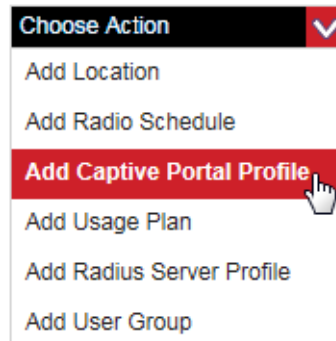 Choose Action
Add Location
Add Radio Schedule
Add Captive Portal Profile
Add Usage Plan
Add Radius Server Profile
Add User Group